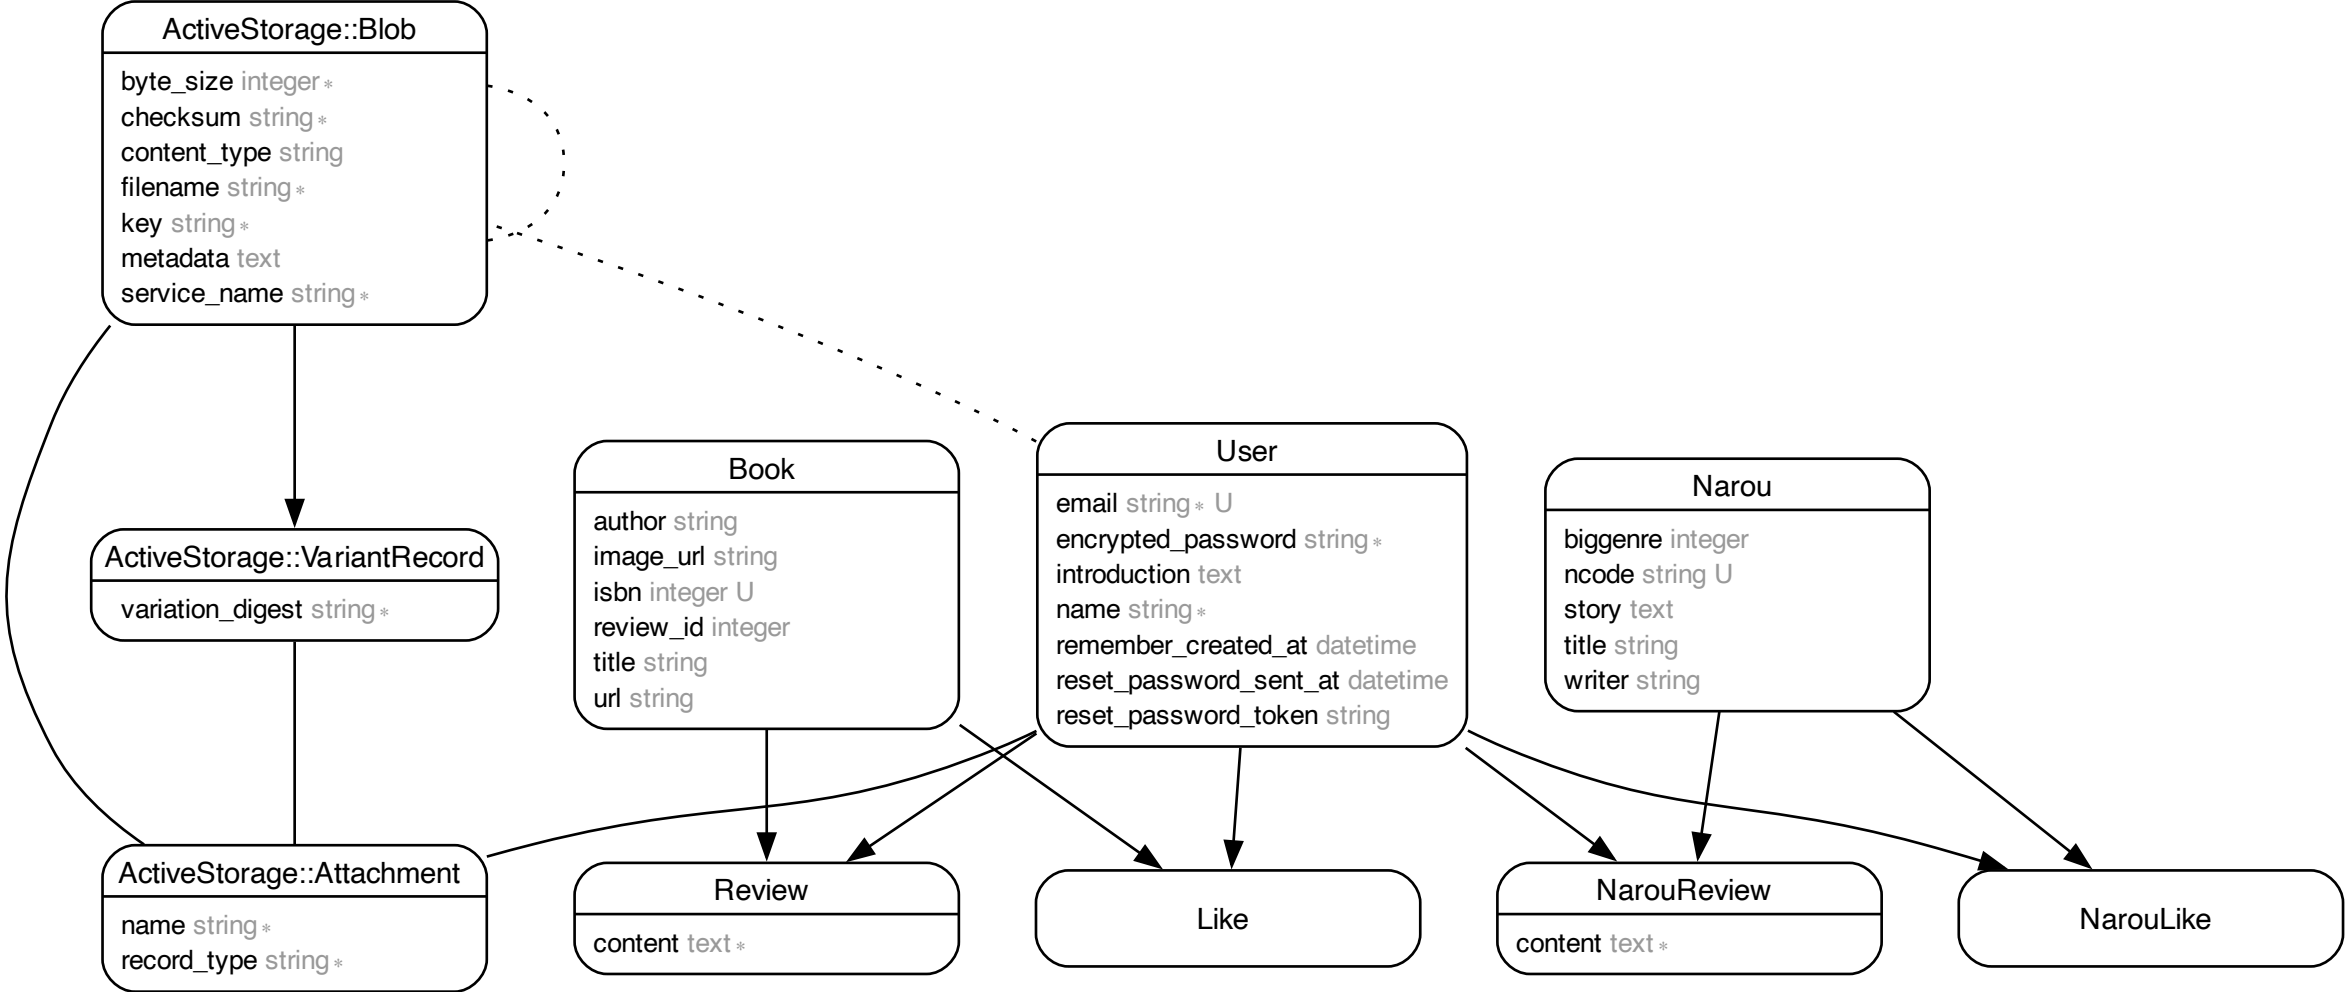 ActiveStorage::Blob
byte_size integer *
checksum string *
content_type string
filename string *
key string *
metadata text
service_name string *
ActiveStorage::VariantRecord
variation_digest string *
Book
author string
image_url string
isbn integer U
review_id integer
title string
url string
User
email string * U
encrypted_password string *
introduction text
name string *
remember_created_at datetime
reset_password_sent_at datetime
reset_password_token string
Narou
biggenre integer
ncode string U
story text
title string
writer string
ActiveStorage::Attachment
name string *
record_type string *
Review
content text *
Like
NarouReview
content text *
NarouLike